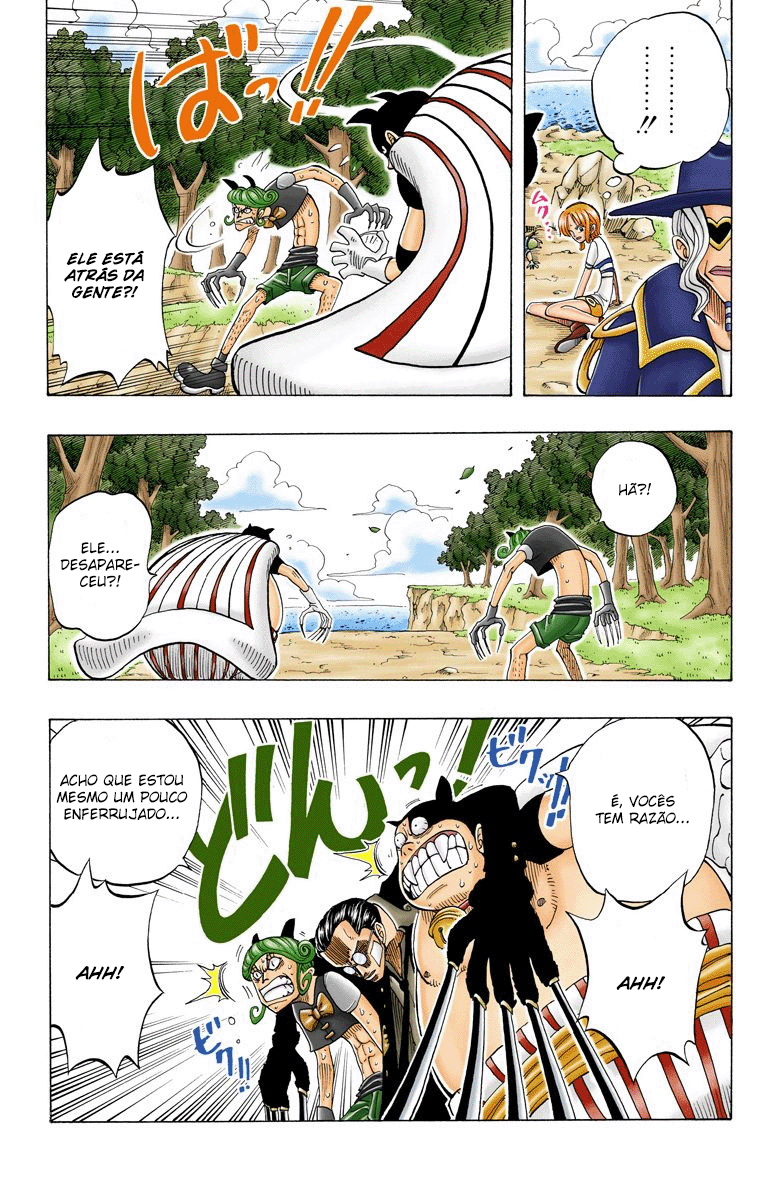 ........
........!!
ムク...
ばっ!!
ELE ESTÁ
ATRÁS DA
GENTE?!
HÃ?!
ELE...
DESAPARE-
CEU?!
É, VOCÊS
TEM RAZÃO...
AHH!
ビクッ!!
どんっ!
ACHO QUE ESTOU
MESMO UM POUCO
ENFERRUJADO...
AHH!
ビク!!